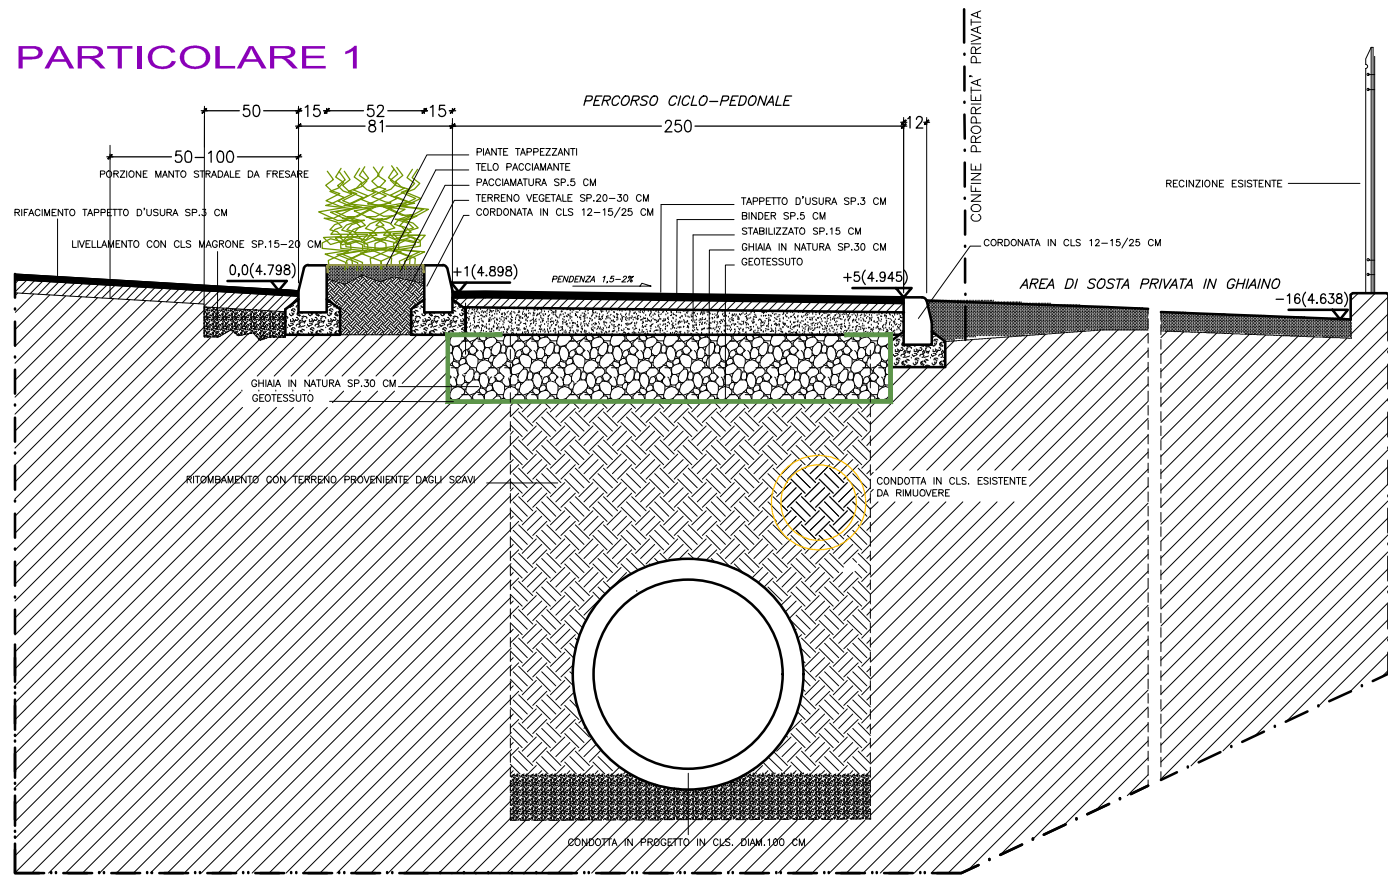 PARTICOLARE 1
CONFINE PROPRIETA' PRIVATA
PERCORSO CICLO-PEDONALE
50
15
52
15
81
250
12
50-100
PORZIONE MANTO STRADALE DA FRESARE
PIANTE TAPPEZZANTI
TELO PACCIAMANTE
PACCIAMATURA SP.5 CM
TERRENO VEGETALE SP.20-30 CM
CORDONATA IN CLS 12-15/25 CM
RECINZIONE ESISTENTE
RIFACIMENTO TAPPETTO D'USURA SP.3 CM
LIVELLAMENTO CON CLS MAGRONE SP.15-20 CM
TAPPETTO D'USURA SP.3 CM
BINDER SP.5 CM
STABILIZZATO SP.15 CM
GHIAIA IN NATURA SP.30 CM
GEOTESSUTO
CORDONATA IN CLS 12-15/25 CM
0,0(4.798)
+1(4.898)
PENDENZA 1,5-2%
+5(4.945)
AREA DI SOSTA PRIVATA IN GHIAINO
-16(4.638)
GHIAIA IN NATURA SP.30 CM
GEOTESSUTO
RITOMBAMENTO CON TERRENO PROVENIENTE DAGLI SCAVI
CONDOTTA IN CLS. ESISTENTE
DA RIMUOVERE
CONDOTTA IN PROGETTO IN CLS. DIAM.100 CM